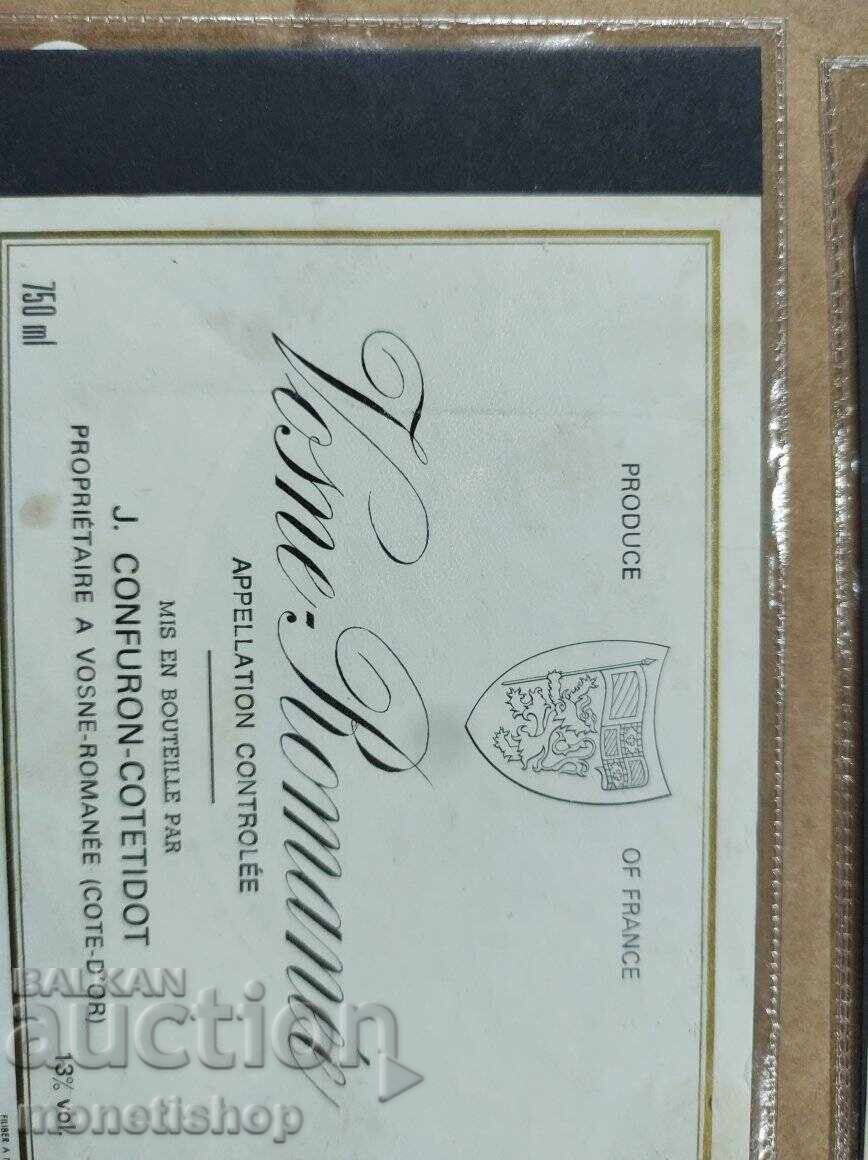 PRODUCE OF FRANCE
Vosne-Romanée
APPELLATION CONTROLÉE
MIS EN BOUTEILLE PAR
J. CONFURON-COTETIDOT
PROPRIÉTAIRE A VOSNE-ROMANÉE (COTE-D'OR)
750 ml
13% vol.
FILIBER A
BALKAN
auction
monetishop